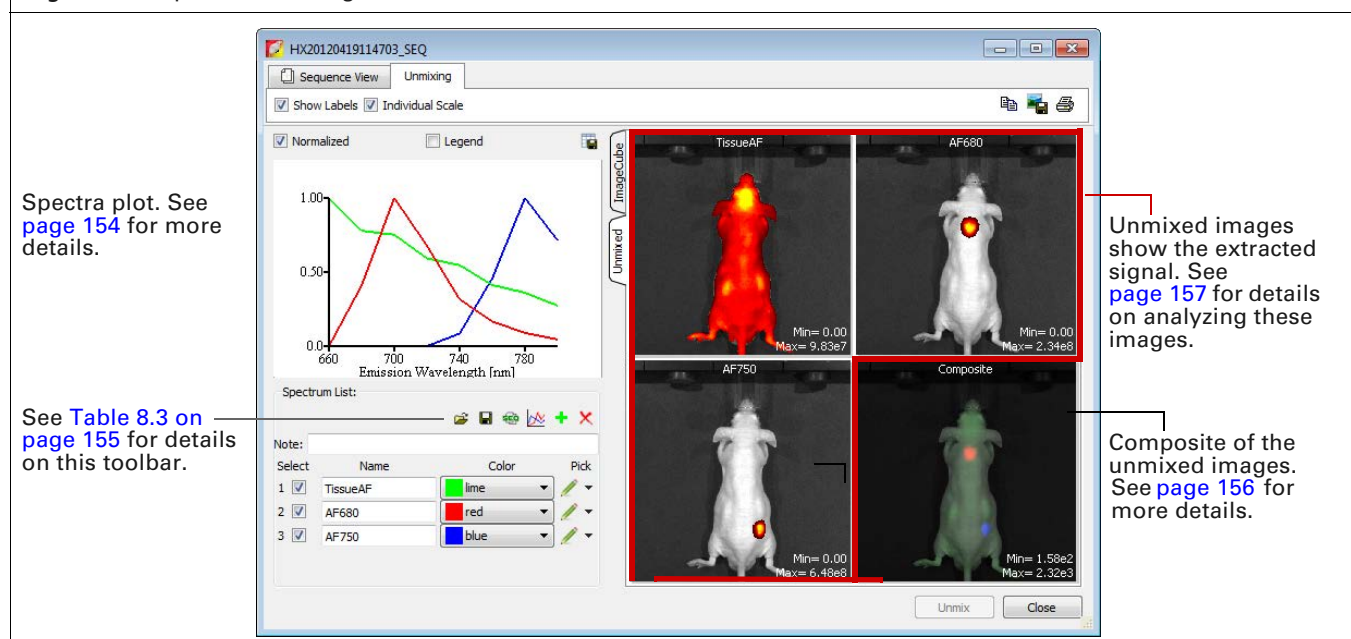 HX20120419114703_SEQ
Sequence View Unmixing
Show Labels Individual Scale
Normalized Legend
1.00
0.50
0.0
660 700 740 780
Emission Wavelength [nm]
Spectrum List:
SEQ
Note:
Select Name Color Pick
1 TissueAF lime
2 AF680 red
3 AF750 blue
ImageCube
Unmixed
TissueAF
Min= 0.00
Max= 9.83e7
AF680
Min= 0.00
Max= 2.34e8
AF750
Min= 0.00
Max= 6.48e8
Composite
Min= 1.58e2
Max= 2.32e3
Unmix Close
Spectra plot. See
page 154 for more
details.
See Table 8.3 on
page 155 for details
on this toolbar.
Unmixed images
show the extracted
signal. See
page 157 for details
on analyzing these
images.
Composite of the
unmixed images.
See page 156 for
more details.